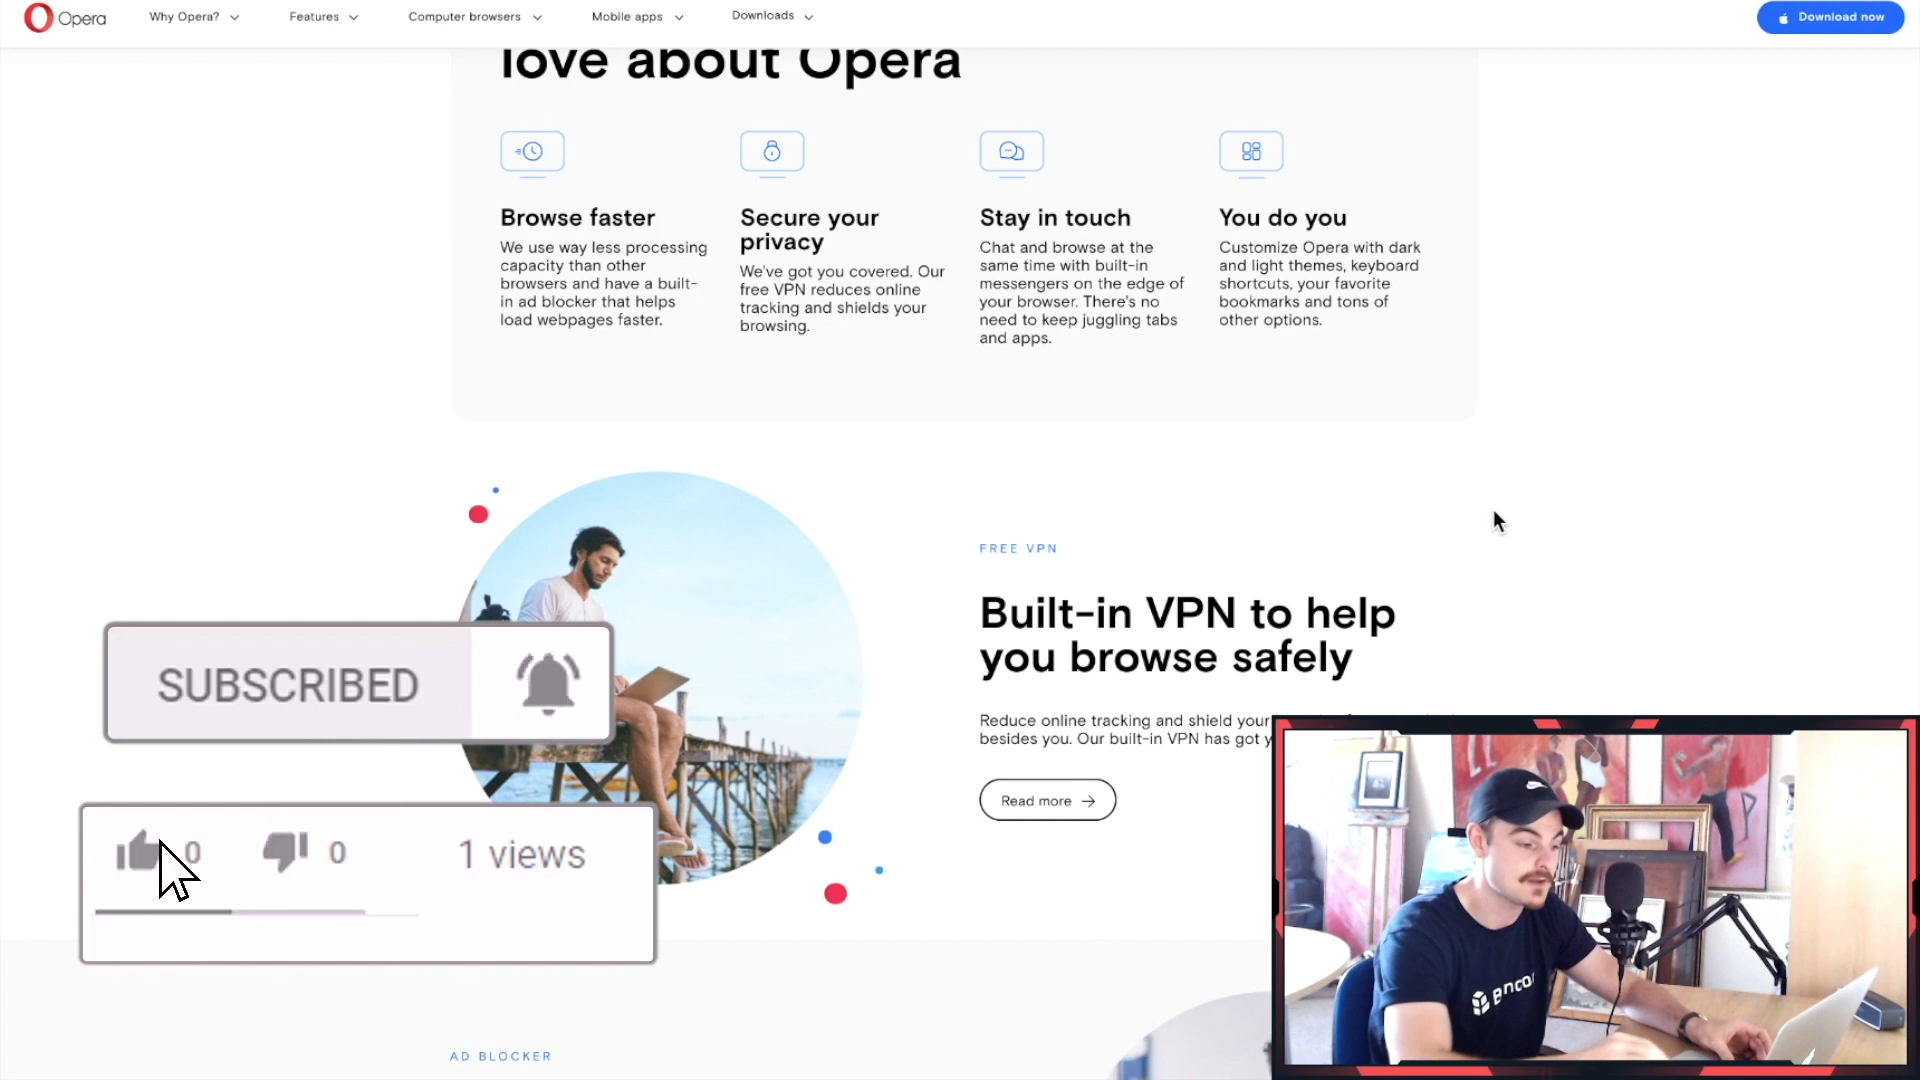 Opera
Why Opera?
Features
Computer browsers
Mobile apps
Downloads
Download now
love about Opera
Browse faster
We use way less processing
capacity than other
browsers and have a built-
in ad blocker that helps
load webpages faster.
Secure your
privacy
We've got you covered. Our
free VPN reduces online
tracking and shields your
browsing.
Stay in touch
Chat and browse at the
same time with built-in
messengers on the edge of
your browser. There's no
need to keep juggling tabs
and apps.
You do you
Customize Opera with dark
and light themes, keyboard
shortcuts, your favorite
bookmarks and tons of
other options.
FREE VPN
Built-in VPN to help
you browse safely
Reduce online tracking and shield your
besides you. Our built-in VPN has got y
Read more
SUBSCRIBED
0
0
1 views
AD BLOCKER